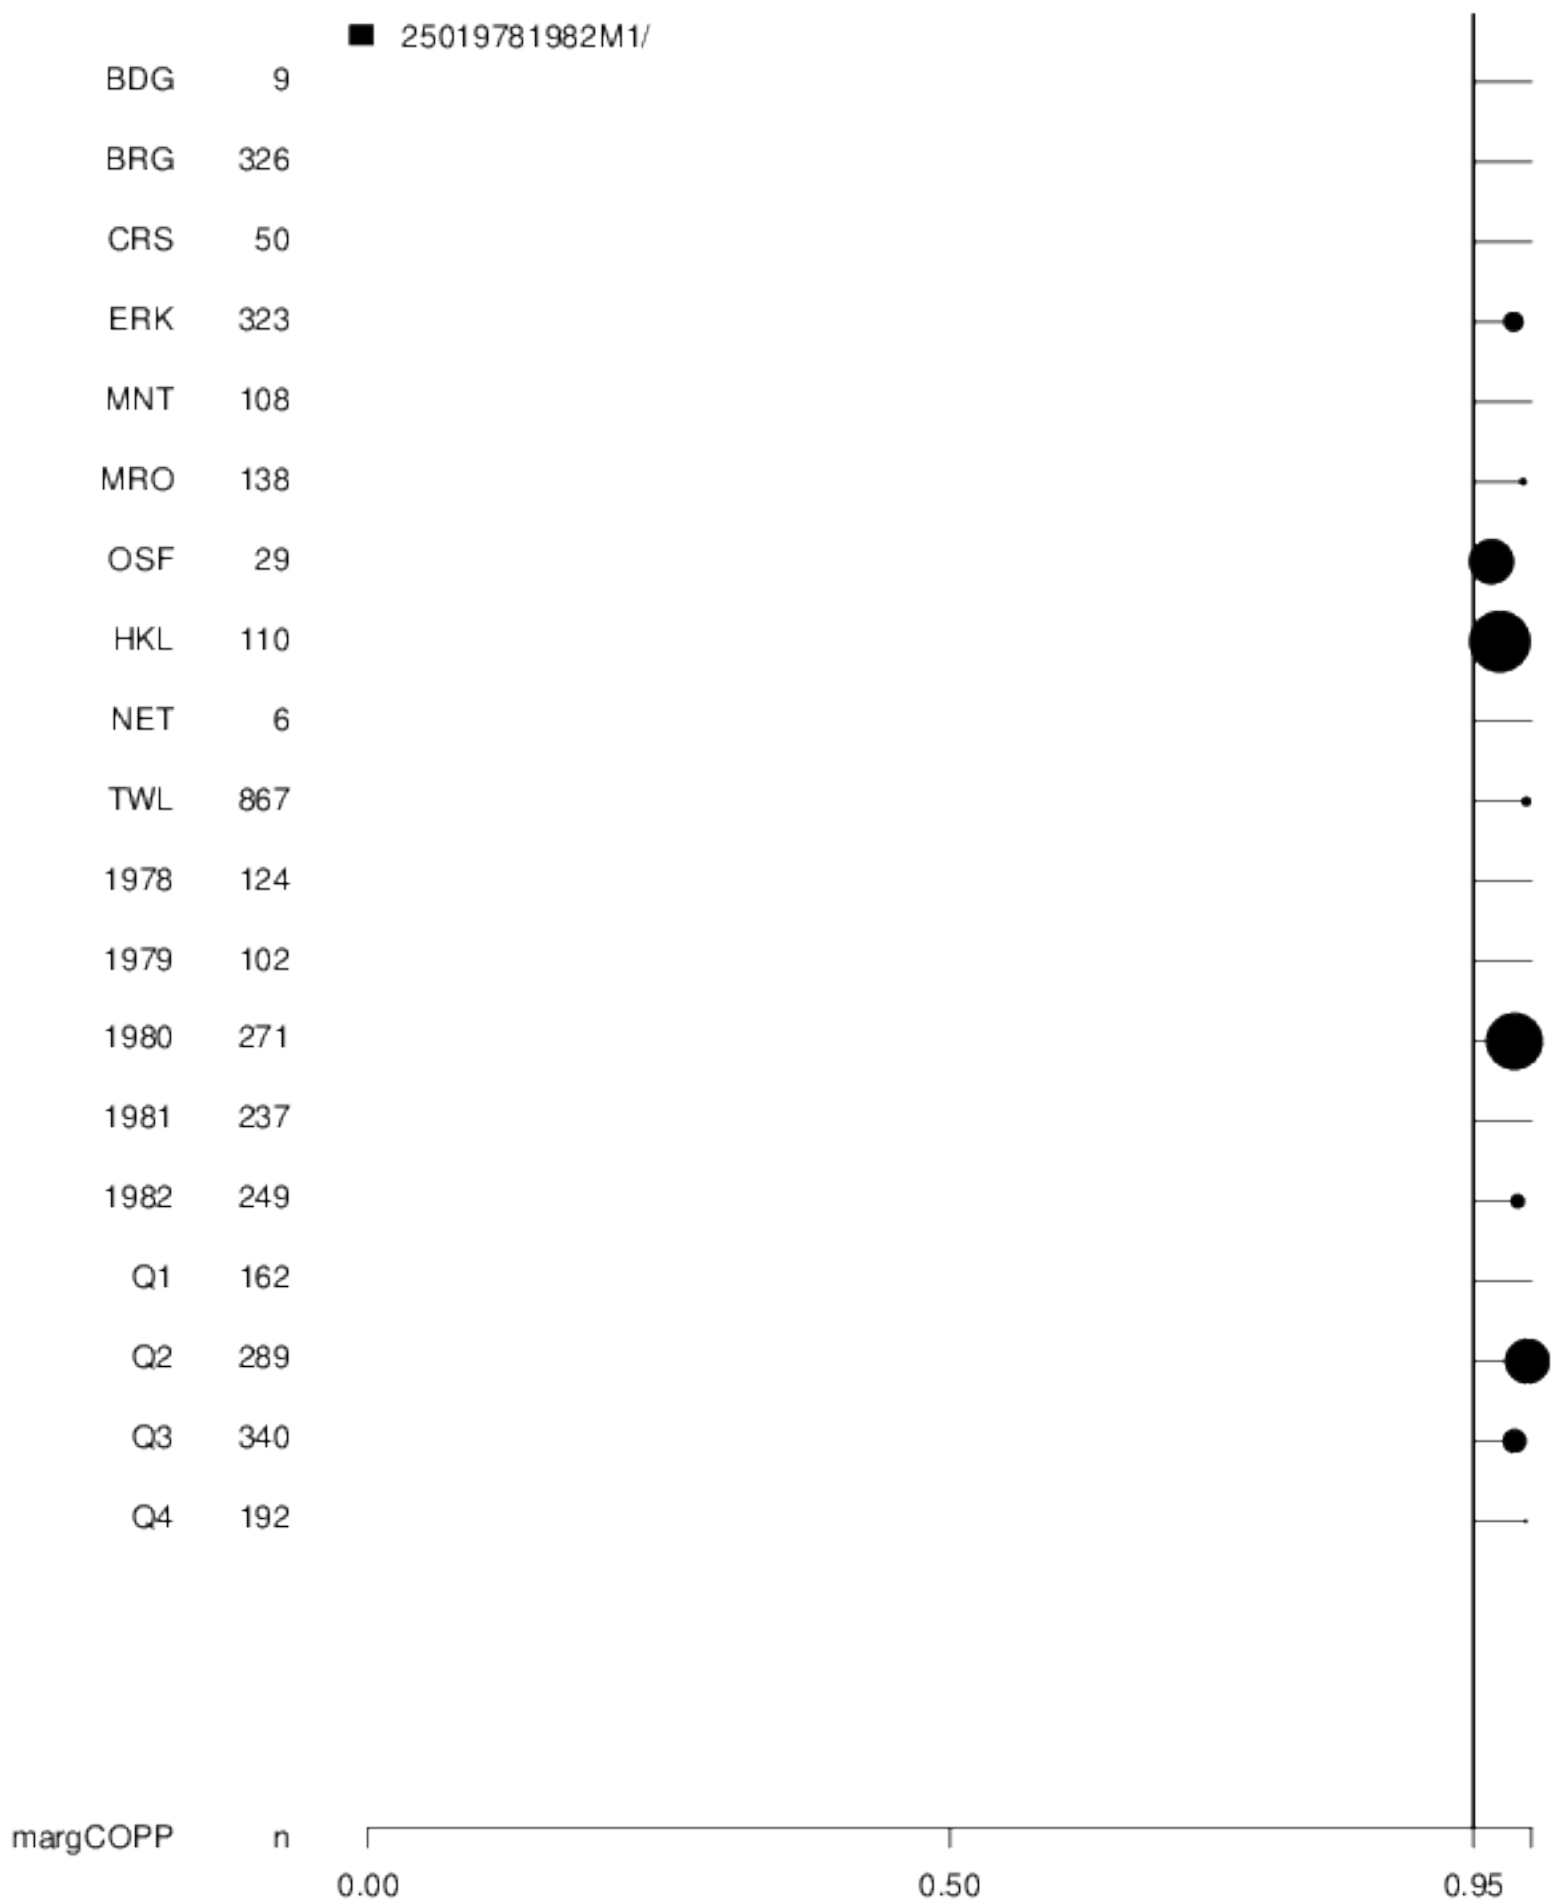 25019781982M1/
BDG 9
BRG 326
CRS 50
ERK 323
MNT 108
MRO 138
OSF 29
HKL 110
NET 6
TWL 867
1978 124
1979 102
1980 271
1981 237
1982 249
Q1 162
Q2 289
Q3 340
Q4 192
margCOPP n
0.00 0.50 0.95